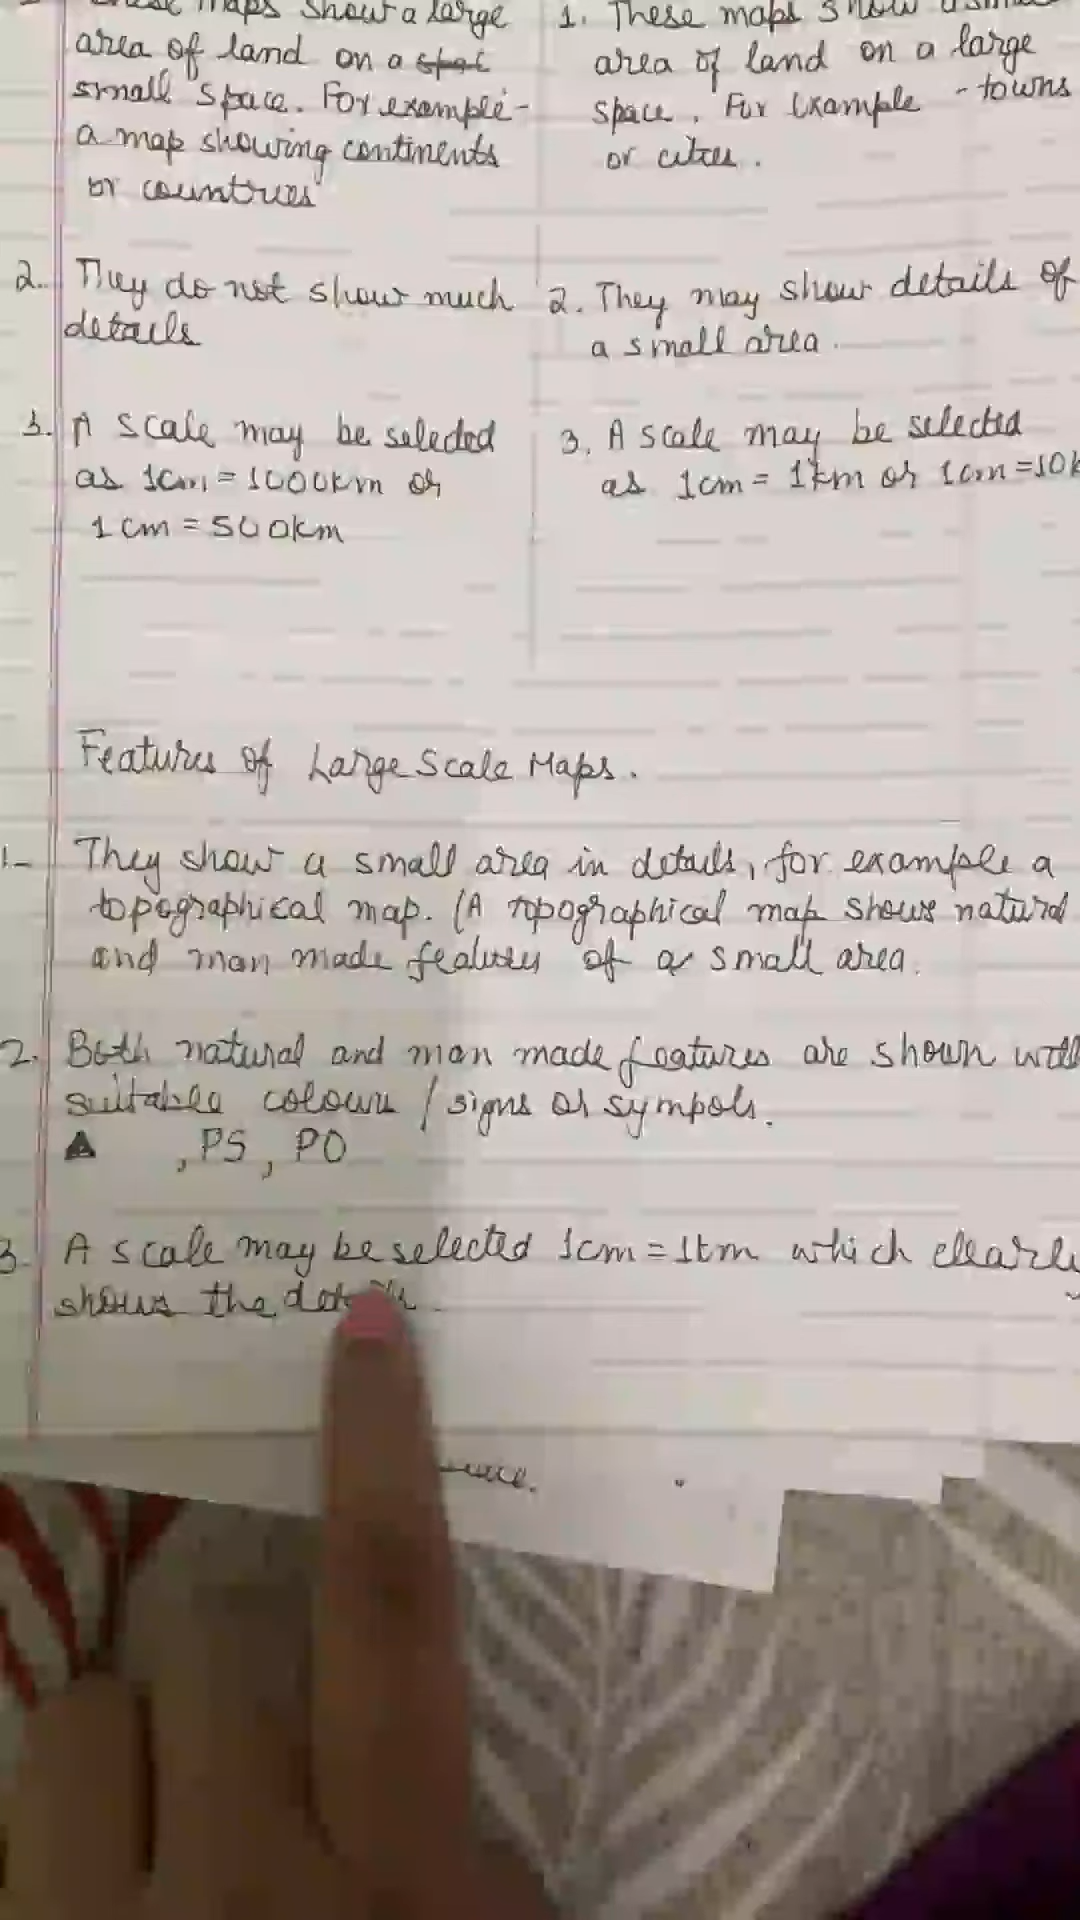 maps show a large
area of land on a
small space. For example -
a map showing continents
or countries
1. These maps show a small
area of land on a large
space. For example - towns
or cities.
2. They do not show much
details
2. They may show details of
a small area.
3. A scale may be selected
as 1cm = 1000km or
1 cm = 500km
3. A scale may be selected
as 1cm = 1km or 1cm = 10k
Features of Large Scale Maps.
1- They show a small area in details, for example a
topographical map. (A topographical map shows natural
and man made features of a small area.
2. Both natural and man made features are shown with
suitable colours / signs or symbols.
, PS, PO
3. A scale may be selected 1cm = 1km which clearl
shows the